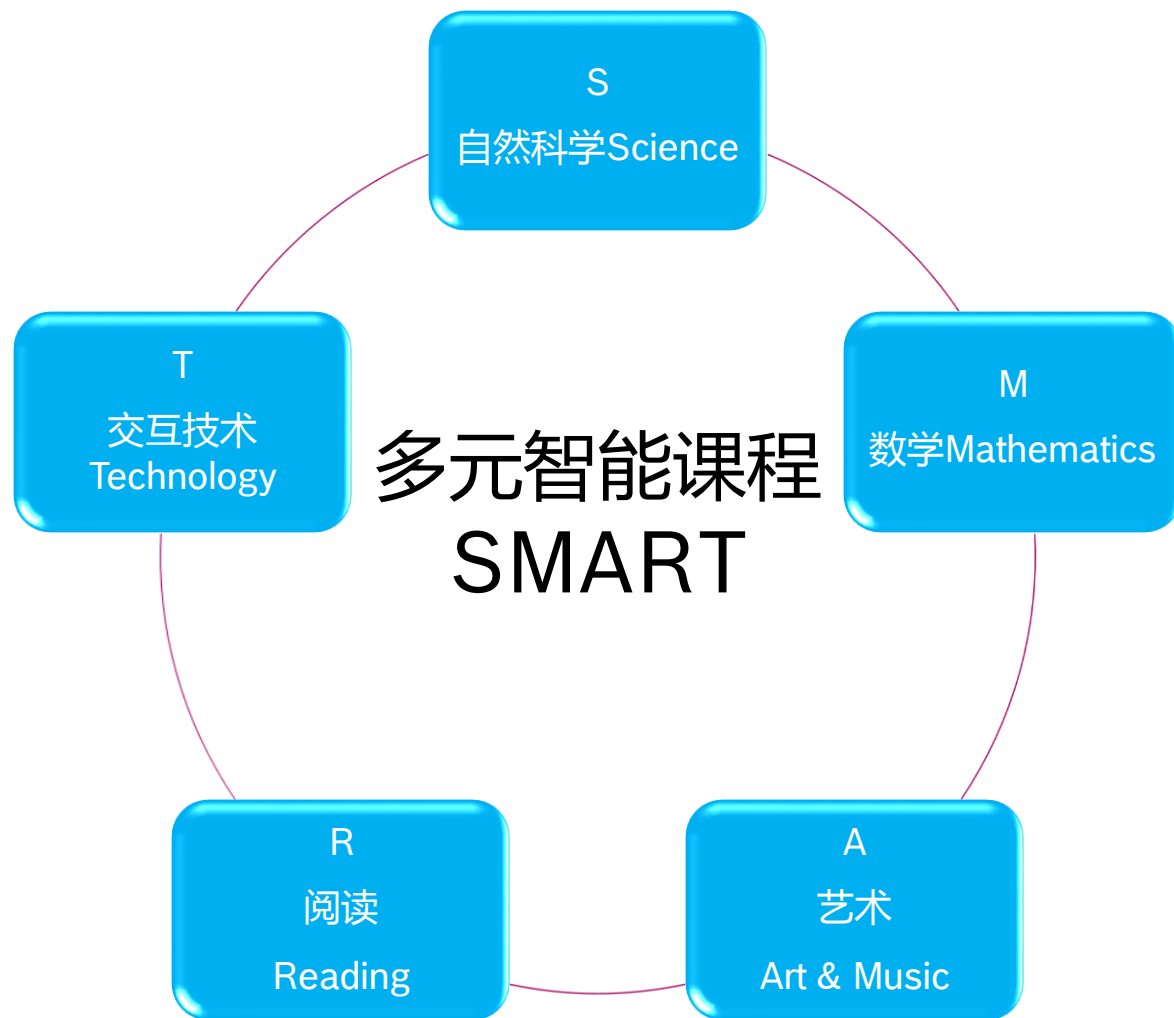 S
自然科学Science
M
数学Mathematics
A
艺术
Art & Music
R
阅读
Reading
T
交互技术
Technology
多元智能课程
SMART